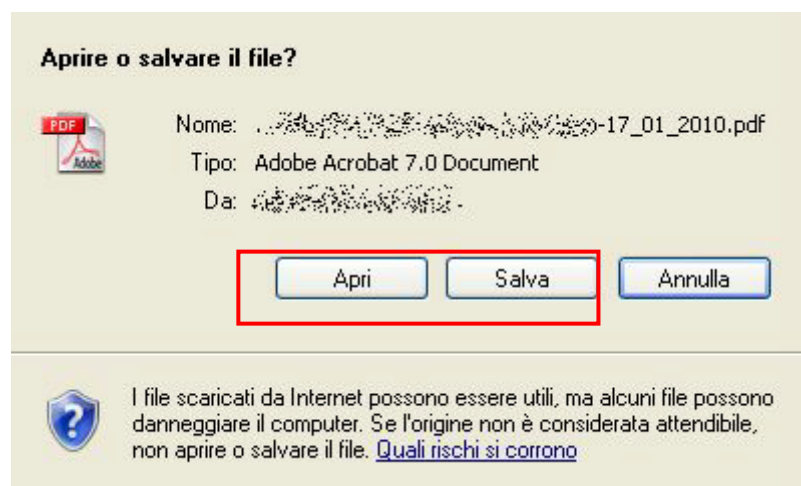 Aprire o salvare il file?
PDF
Adobe
Nome: -17_01_2010.pdf
Tipo: Adobe Acrobat 7.0 Document
Da:
Apri Salva Annulla
I file scaricati da Internet possono essere utili, ma alcuni file possono
danneggiare il computer. Se l'origine non è considerata attendibile,
non aprire o salvare il file. Quali rischi si corrono